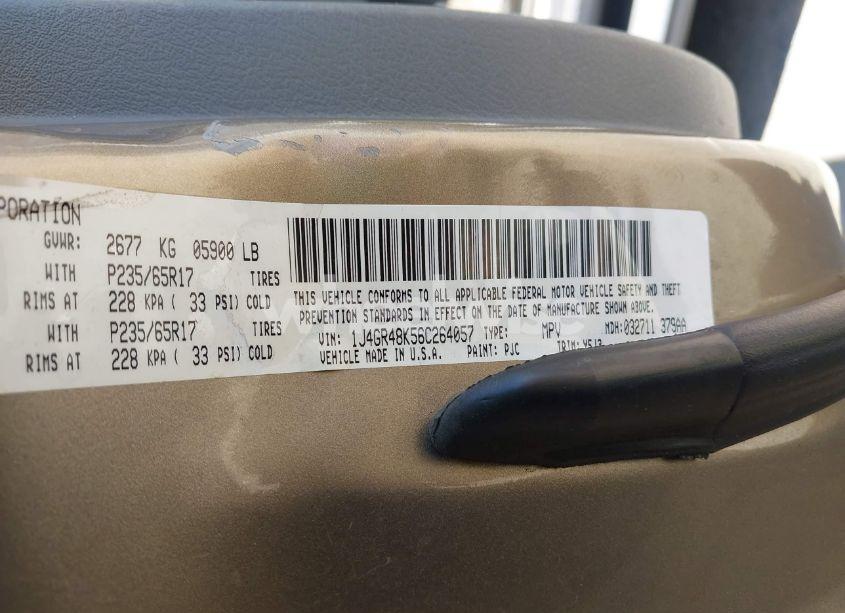 PORATION
GVWR: 2677 KG 05900 LB
WITH P235/65R17 TIRES
RIMS AT 228 KPA ( 33 PSI) COLD
WITH P235/65R17 TIRES
RIMS AT 228 KPA ( 33 PSI) COLD
THIS VEHICLE CONFORMS TO ALL APPLICABLE FEDERAL MOTOR VEHICLE SAFETY AND THEFT
PREVENTION STANDARDS IN EFFECT ON THE DATE OF MANUFACTURE SHOWN ABOVE.
VIN: 1J4GR48K56C264057 TYPE: MPV MDH: 032711 379AA
VEHICLE MADE IN U.S.A. PAINT: PJC TRIM: